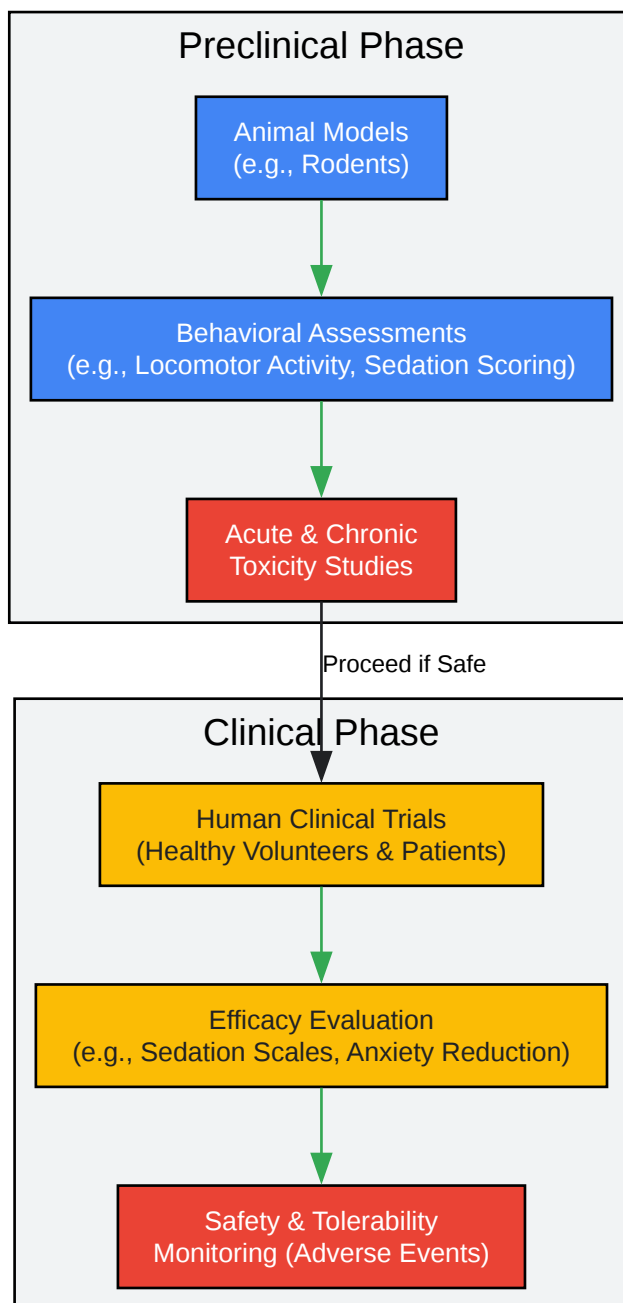 Preclinical Phase
Animal Models
(e.g., Rodents)
Behavioral Assessments
(e.g., Locomotor Activity, Sedation Scoring)
Acute & Chronic
Toxicity Studies
Proceed if Safe
Clinical Phase
Human Clinical Trials
(Healthy Volunteers & Patients)
Efficacy Evaluation
(e.g., Sedation Scales, Anxiety Reduction)
Safety & Tolerability
Monitoring (Adverse Events)